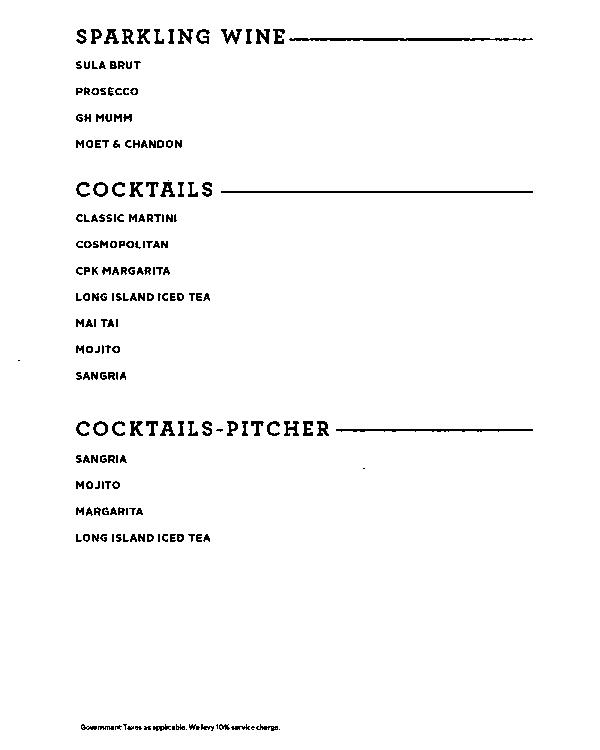 SPARKLING WINE
SULA BRUT
PROSECCO
GH MUMM
MOET & CHANDON
COCKTAILS
CLASSIC MARTINI
COSMOPOLITAN
CPK MARGARITA
LONG ISLAND ICED TEA
MAI TAI
MOJITO
SANGRIA
COCKTAILS-PITCHER
SANGRIA
MOJITO
MARGARITA
LONG ISLAND ICED TEA
Government Taxes as applicable. We levy 10% service charge.